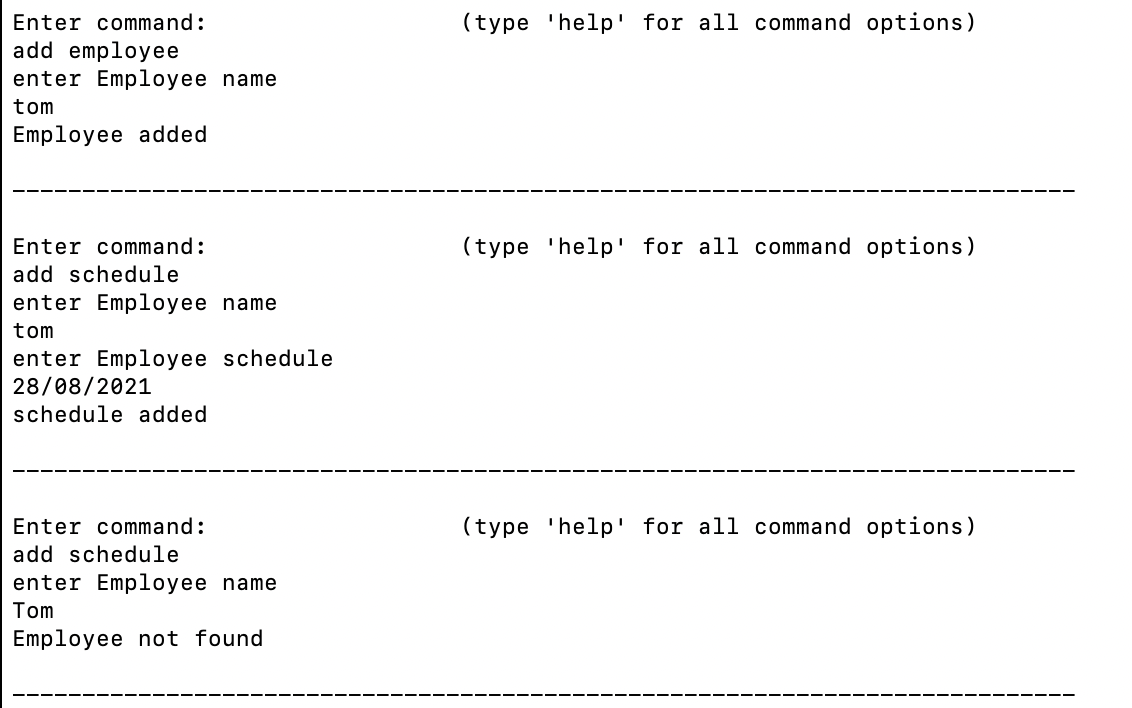 Enter command:                  (type 'help' for all command options)
add employee
enter Employee name
tom
Employee added
----------------------------------------------------------------------------
Enter command:                  (type 'help' for all command options)
add schedule
enter Employee name
tom
enter Employee schedule
28/08/2021
schedule added
----------------------------------------------------------------------------
Enter command:                  (type 'help' for all command options)
add schedule
enter Employee name
Tom
Employee not found
----------------------------------------------------------------------------